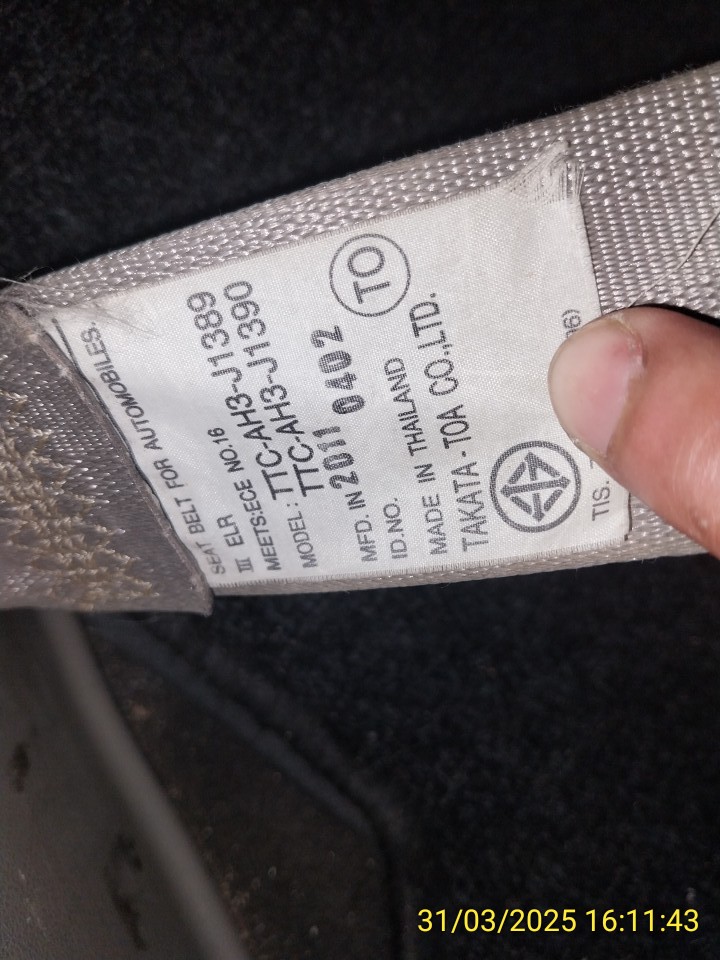 SEAT BELT FOR AUTOMOBILES.
III ELR
MEETS:ECE NO.16
MODEL: TTC-AH3-J1389
TTC-AH3-J1390
MFD. IN 2011 0402
ID.NO.
TO
MADE IN THAILAND
TAKATA-TOA CO.,LTD.
TIS.
31/03/2025 16:11:43